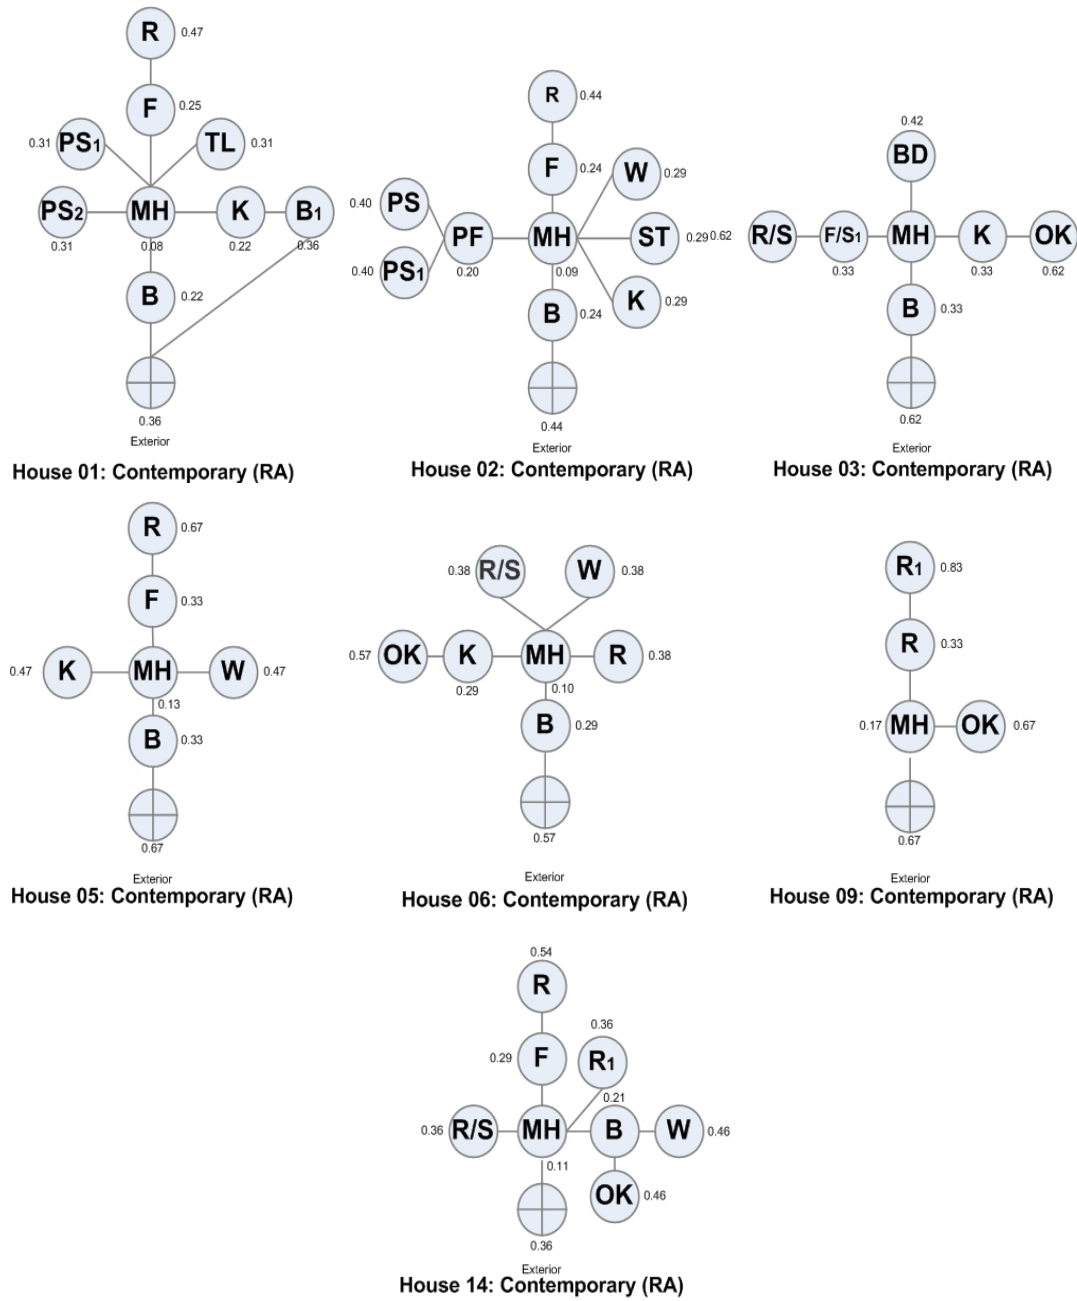 R 0.47
F 0.25
0.31 PS1 TL 0.31
PS2 MH K B1
0.31 0.08 0.22 0.36
B 0.22
0.36
Exterior
House 01: Contemporary (RA)
R 0.44
F 0.24 W 0.29
0.40 PS
PF MH ST 0.29
0.20 0.09
0.40 PS1 K 0.29
B 0.24
0.44
Exterior
House 02: Contemporary (RA)
0.42
BD
0.62 R/S F/S1 MH K OK
0.33 0.33 0.62
B 0.33
0.62
Exterior
House 03: Contemporary (RA)
R 0.67
F 0.33
0.47 K MH W 0.47
0.13
B 0.33
0.67
Exterior
House 05: Contemporary (RA)
0.38 R/S W 0.38
0.57 OK K MH R 0.38
0.29 0.10
B 0.29
0.57
Exterior
House 06: Contemporary (RA)
R1 0.83
R 0.33
0.17 MH OK 0.67
0.67
Exterior
House 09: Contemporary (RA)
0.54
R
0.36
0.29 F R1
0.21
0.36 R/S MH B W 0.46
0.11
OK 0.46
0.36
Exterior
House 14: Contemporary (RA)